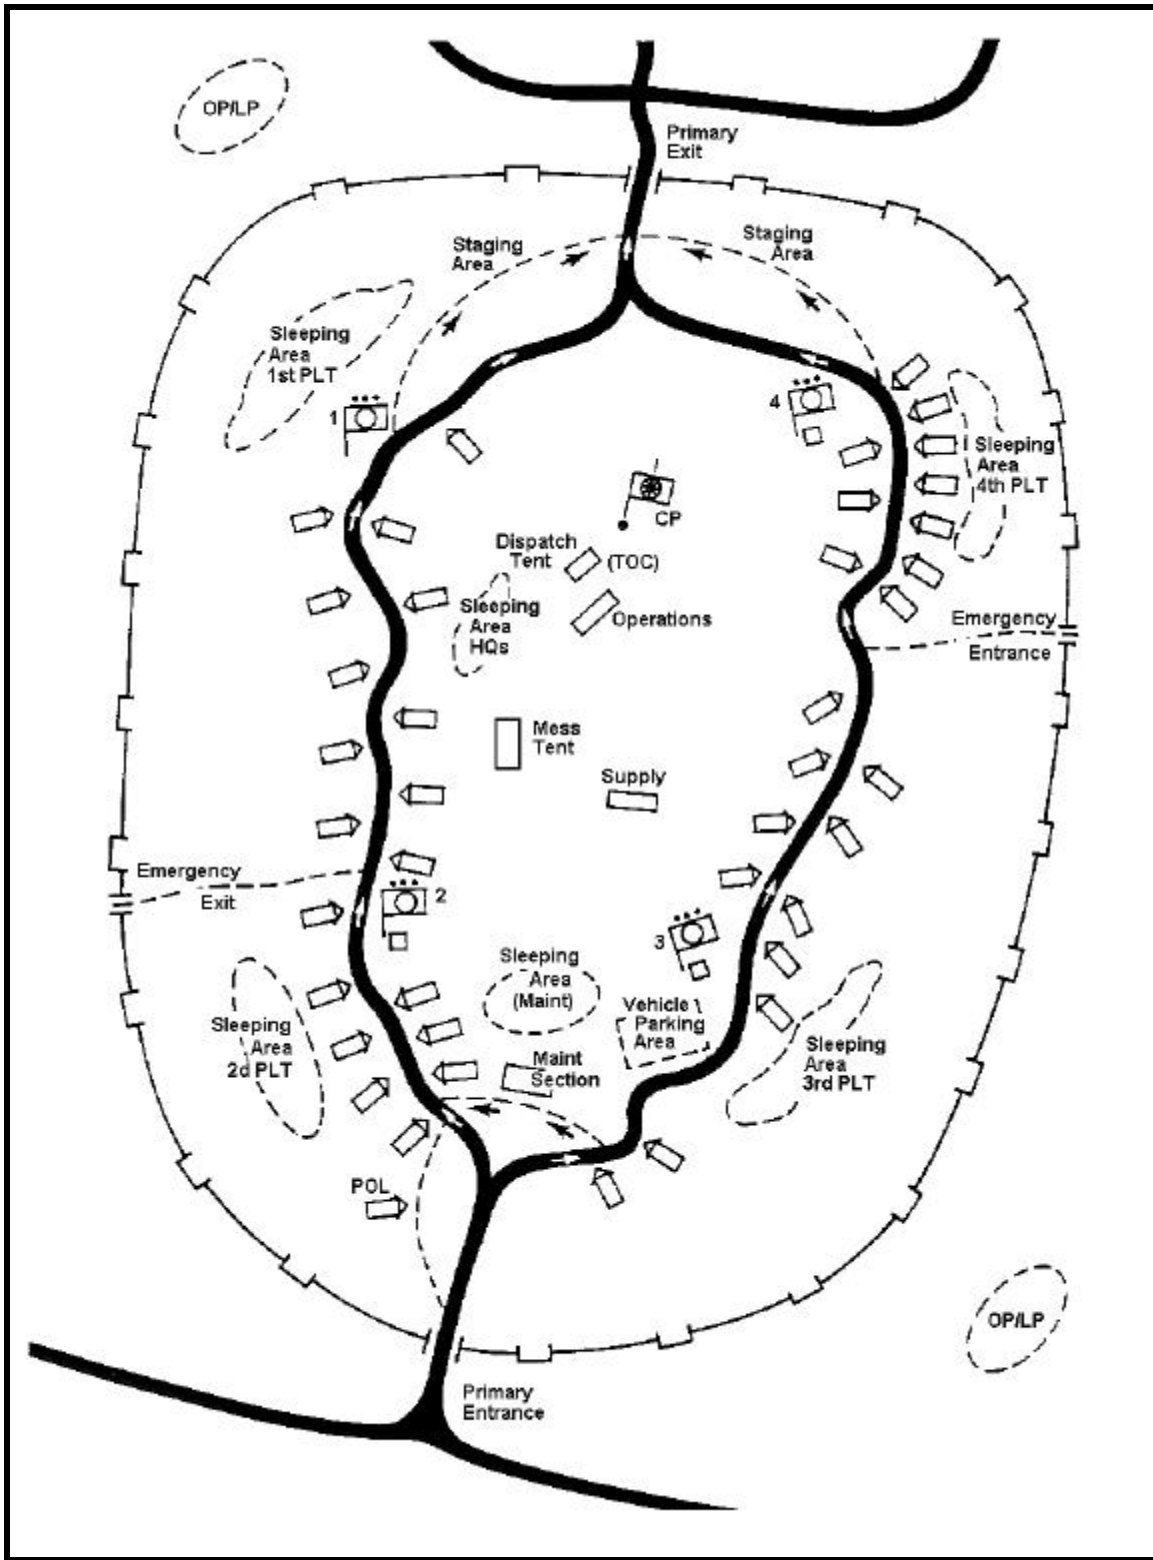 OP/LP
Primary
Exit
Staging
Area
Staging
Area
Sleeping
Area
1st PLT
1
4
Sleeping
Area
4th PLT
CP
Dispatch
Tent
(TOC)
Sleeping
Area
HQs
Operations
Emergency
Entrance
Mess
Tent
Supply
Emergency
Exit
2
3
Sleeping
Area
(Maint)
Vehicle
Parking
Area
Sleeping
Area
2d PLT
Sleeping
Area
3rd PLT
Maint
Section
POL
OP/LP
Primary
Entrance